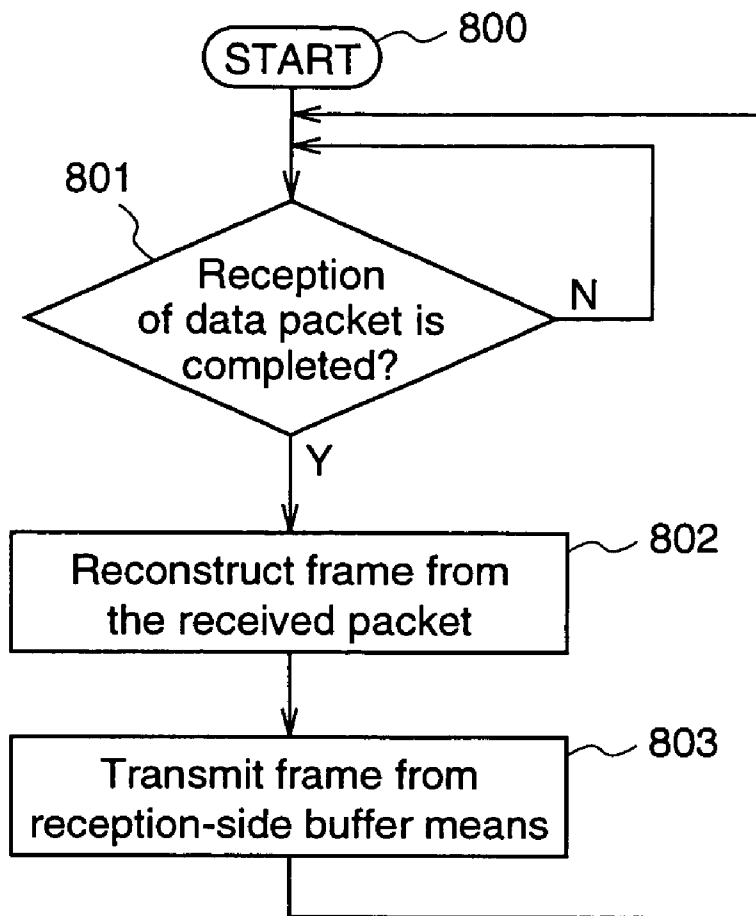 START
800
801
Reception
of data packet is
completed?
N
Y
Reconstruct frame from
the received packet
802
Transmit frame from
reception-side buffer means
803